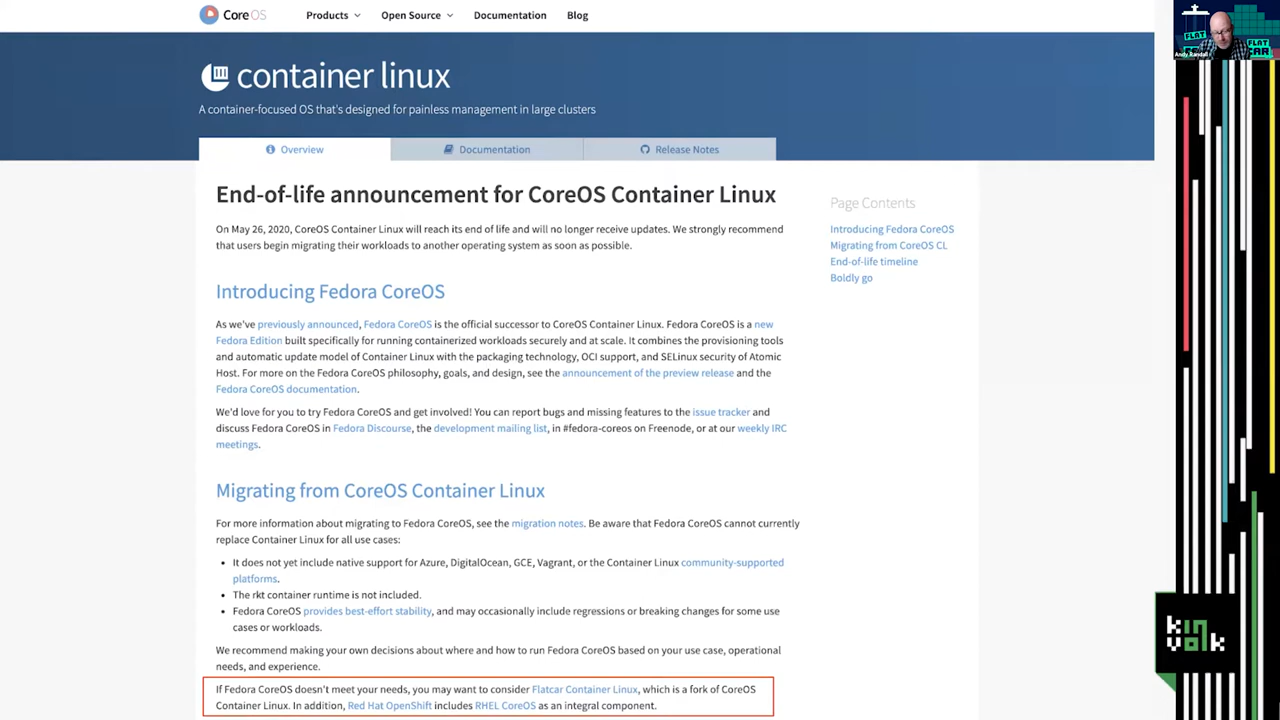 CoreOS
Products
Open Source
Documentation
Blog
container linux
A container-focused OS that's designed for painless management in large clusters
Overview
Documentation
Release Notes
End-of-life announcement for CoreOS Container Linux
On May 26, 2020, CoreOS Container Linux will reach its end of life and will no longer receive updates. We strongly recommend
that users begin migrating their workloads to another operating system as soon as possible.
Introducing Fedora CoreOS
As we've previously announced, Fedora CoreOS is the official successor to CoreOS Container Linux. Fedora CoreOS is a new
Fedora Edition built specifically for running containerized workloads securely and at scale. It combines the provisioning tools
and automatic update model of Container Linux with the packaging technology, OCI support, and SELinux security of Atomic
Host. For more on the Fedora CoreOS philosophy, goals, and design, see the announcement of the preview release and the
Fedora CoreOS documentation.
We'd love for you to try Fedora CoreOS and get involved! You can report bugs and missing features to the issue tracker and
discuss Fedora CoreOS in Fedora Discourse, the development mailing list, in #fedora-coreos on Freenode, or at our weekly IRC
meetings.
Migrating from CoreOS Container Linux
For more information about migrating to Fedora CoreOS, see the migration notes. Be aware that Fedora CoreOS cannot currently
replace Container Linux for all use cases:
• It does not yet include native support for Azure, DigitalOcean, GCE, Vagrant, or the Container Linux community-supported
platforms.
• The rkt container runtime is not included.
• Fedora CoreOS provides best-effort stability, and may occasionally include regressions or breaking changes for some use
cases or workloads.
We recommend making your own decisions about where and how to run Fedora CoreOS based on your use case, operational
needs, and experience.
If Fedora CoreOS doesn't meet your needs, you may want to consider Flatcar Container Linux, which is a fork of CoreOS
Container Linux. In addition, Red Hat OpenShift includes RHEL CoreOS as an integral component.
Page Contents
Introducing Fedora CoreOS
Migrating from CoreOS CL
End-of-life timeline
Boldly go
FLAT
FLAT
CAR
Andy Randall
kin
volk